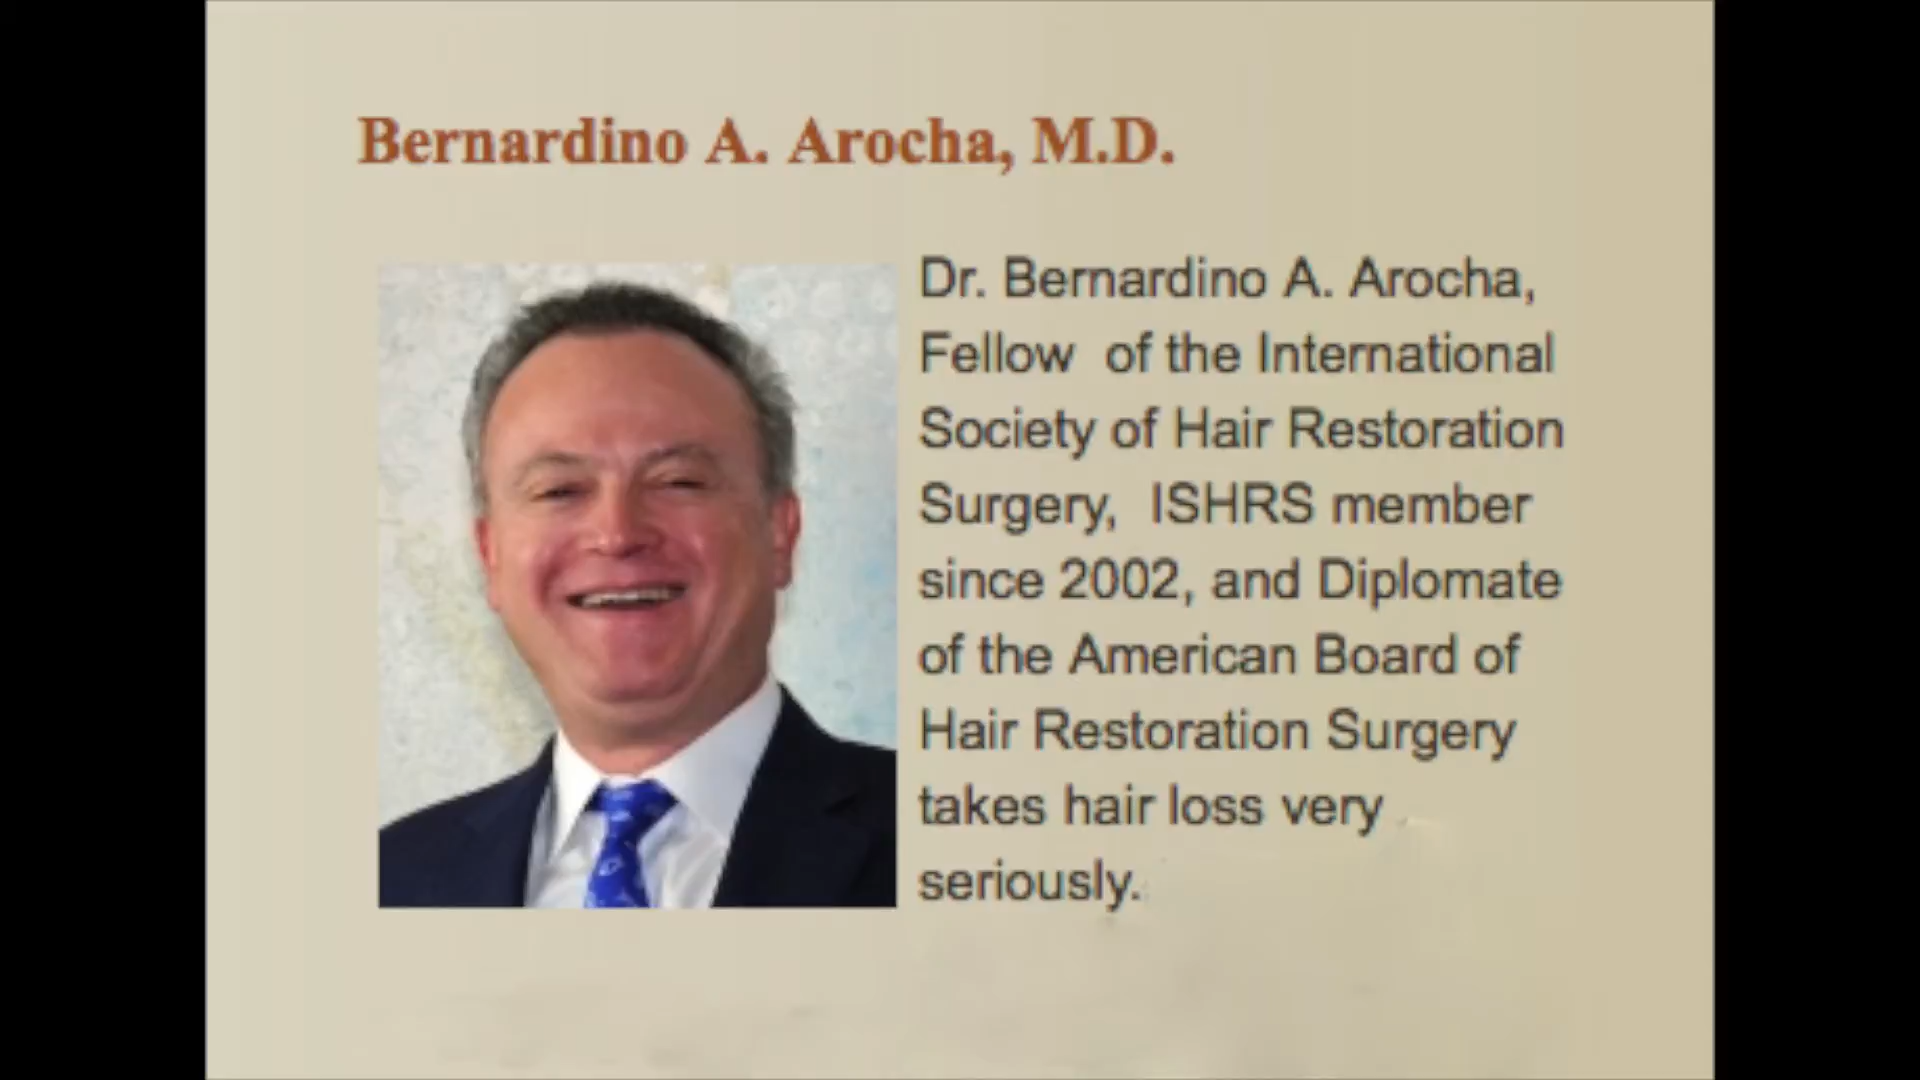 Bernardino A. Arocha, M.D.
Dr. Bernardino A. Arocha,
Fellow of the International
Society of Hair Restoration
Surgery, ISHRS member
since 2002, and Diplomate
of the American Board of
Hair Restoration Surgery
takes hair loss very
seriously.